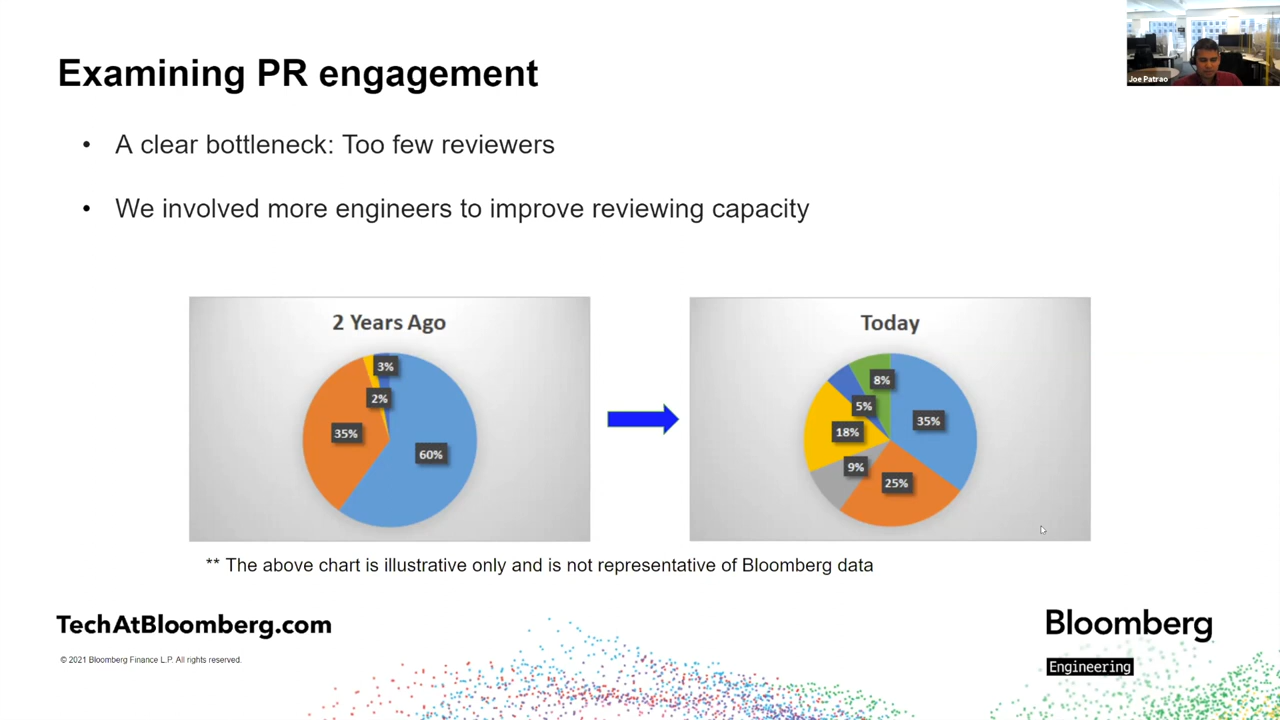 Joe Patrao
Examining PR engagement
• A clear bottleneck: Too few reviewers
• We involved more engineers to improve reviewing capacity
2 Years Ago
3%
2%
35%
60%
Today
8%
5%
35%
18%
9%
25%
** The above chart is illustrative only and is not representative of Bloomberg data
TechAtBloomberg.com
© 2021 Bloomberg Finance L.P. All rights reserved.
Bloomberg
Engineering